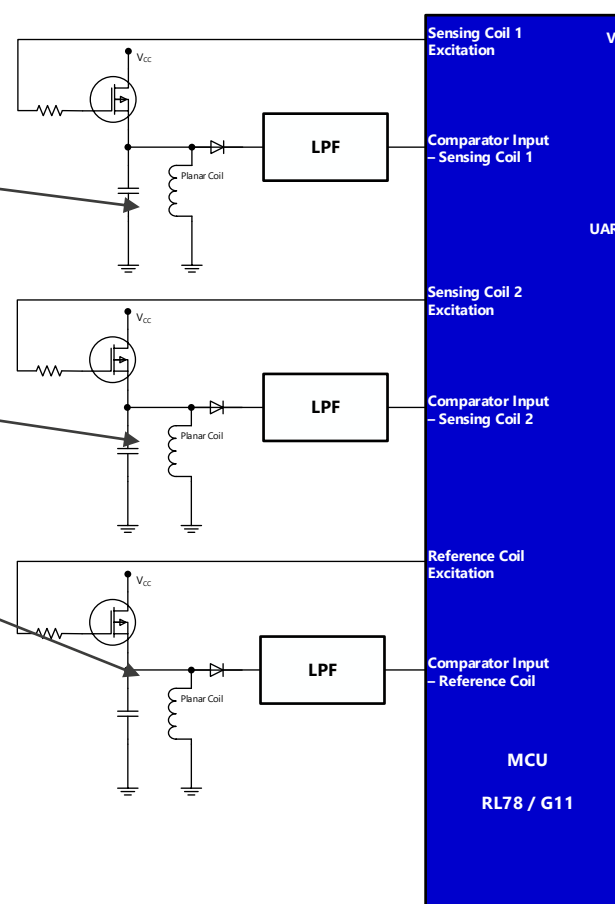 Sensing Coil 1
Excitation
V
VCC
LPF
Comparator Input
– Sensing Coil 1
Planar Coil
UAR
Sensing Coil 2
Excitation
VCC
LPF
Comparator Input
– Sensing Coil 2
Planar Coil
Reference Coil
Excitation
VCC
LPF
Comparator Input
– Reference Coil
Planar Coil
MCU
RL78 / G11